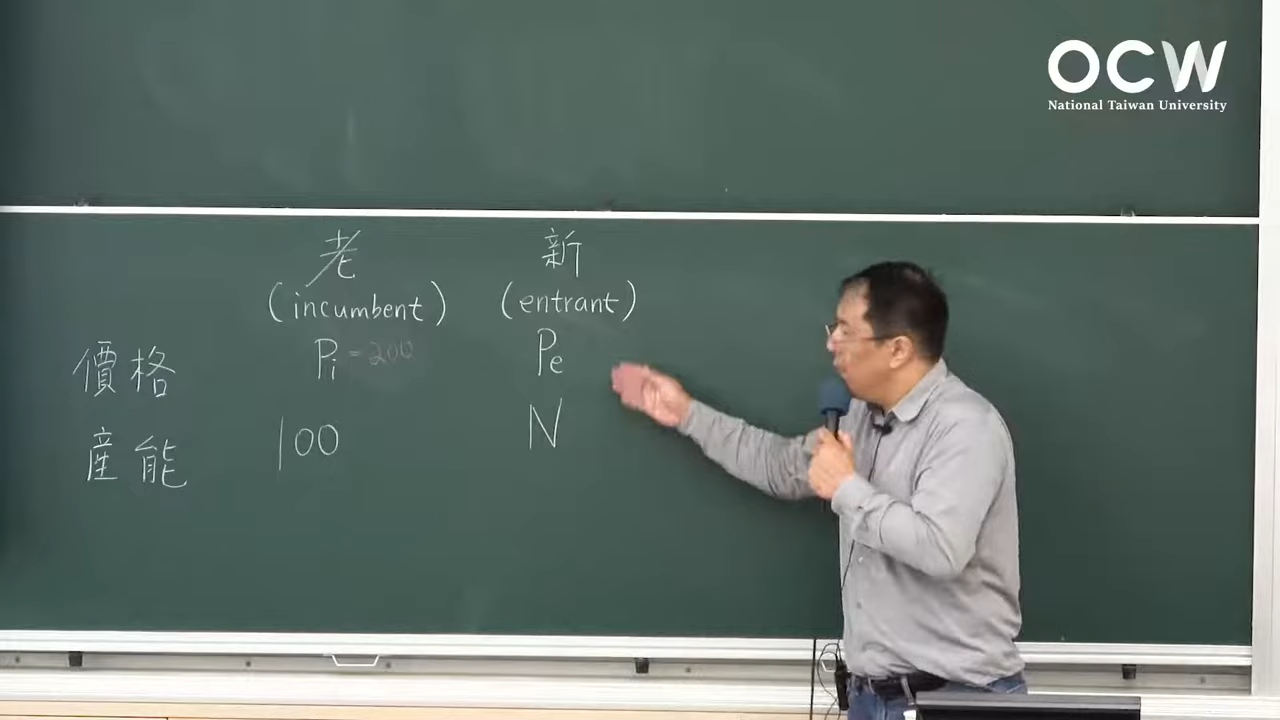 OCW
National Taiwan University
老 新
(incumbent) (entrant)
價格 Pi =200 Pe
產能 100 N